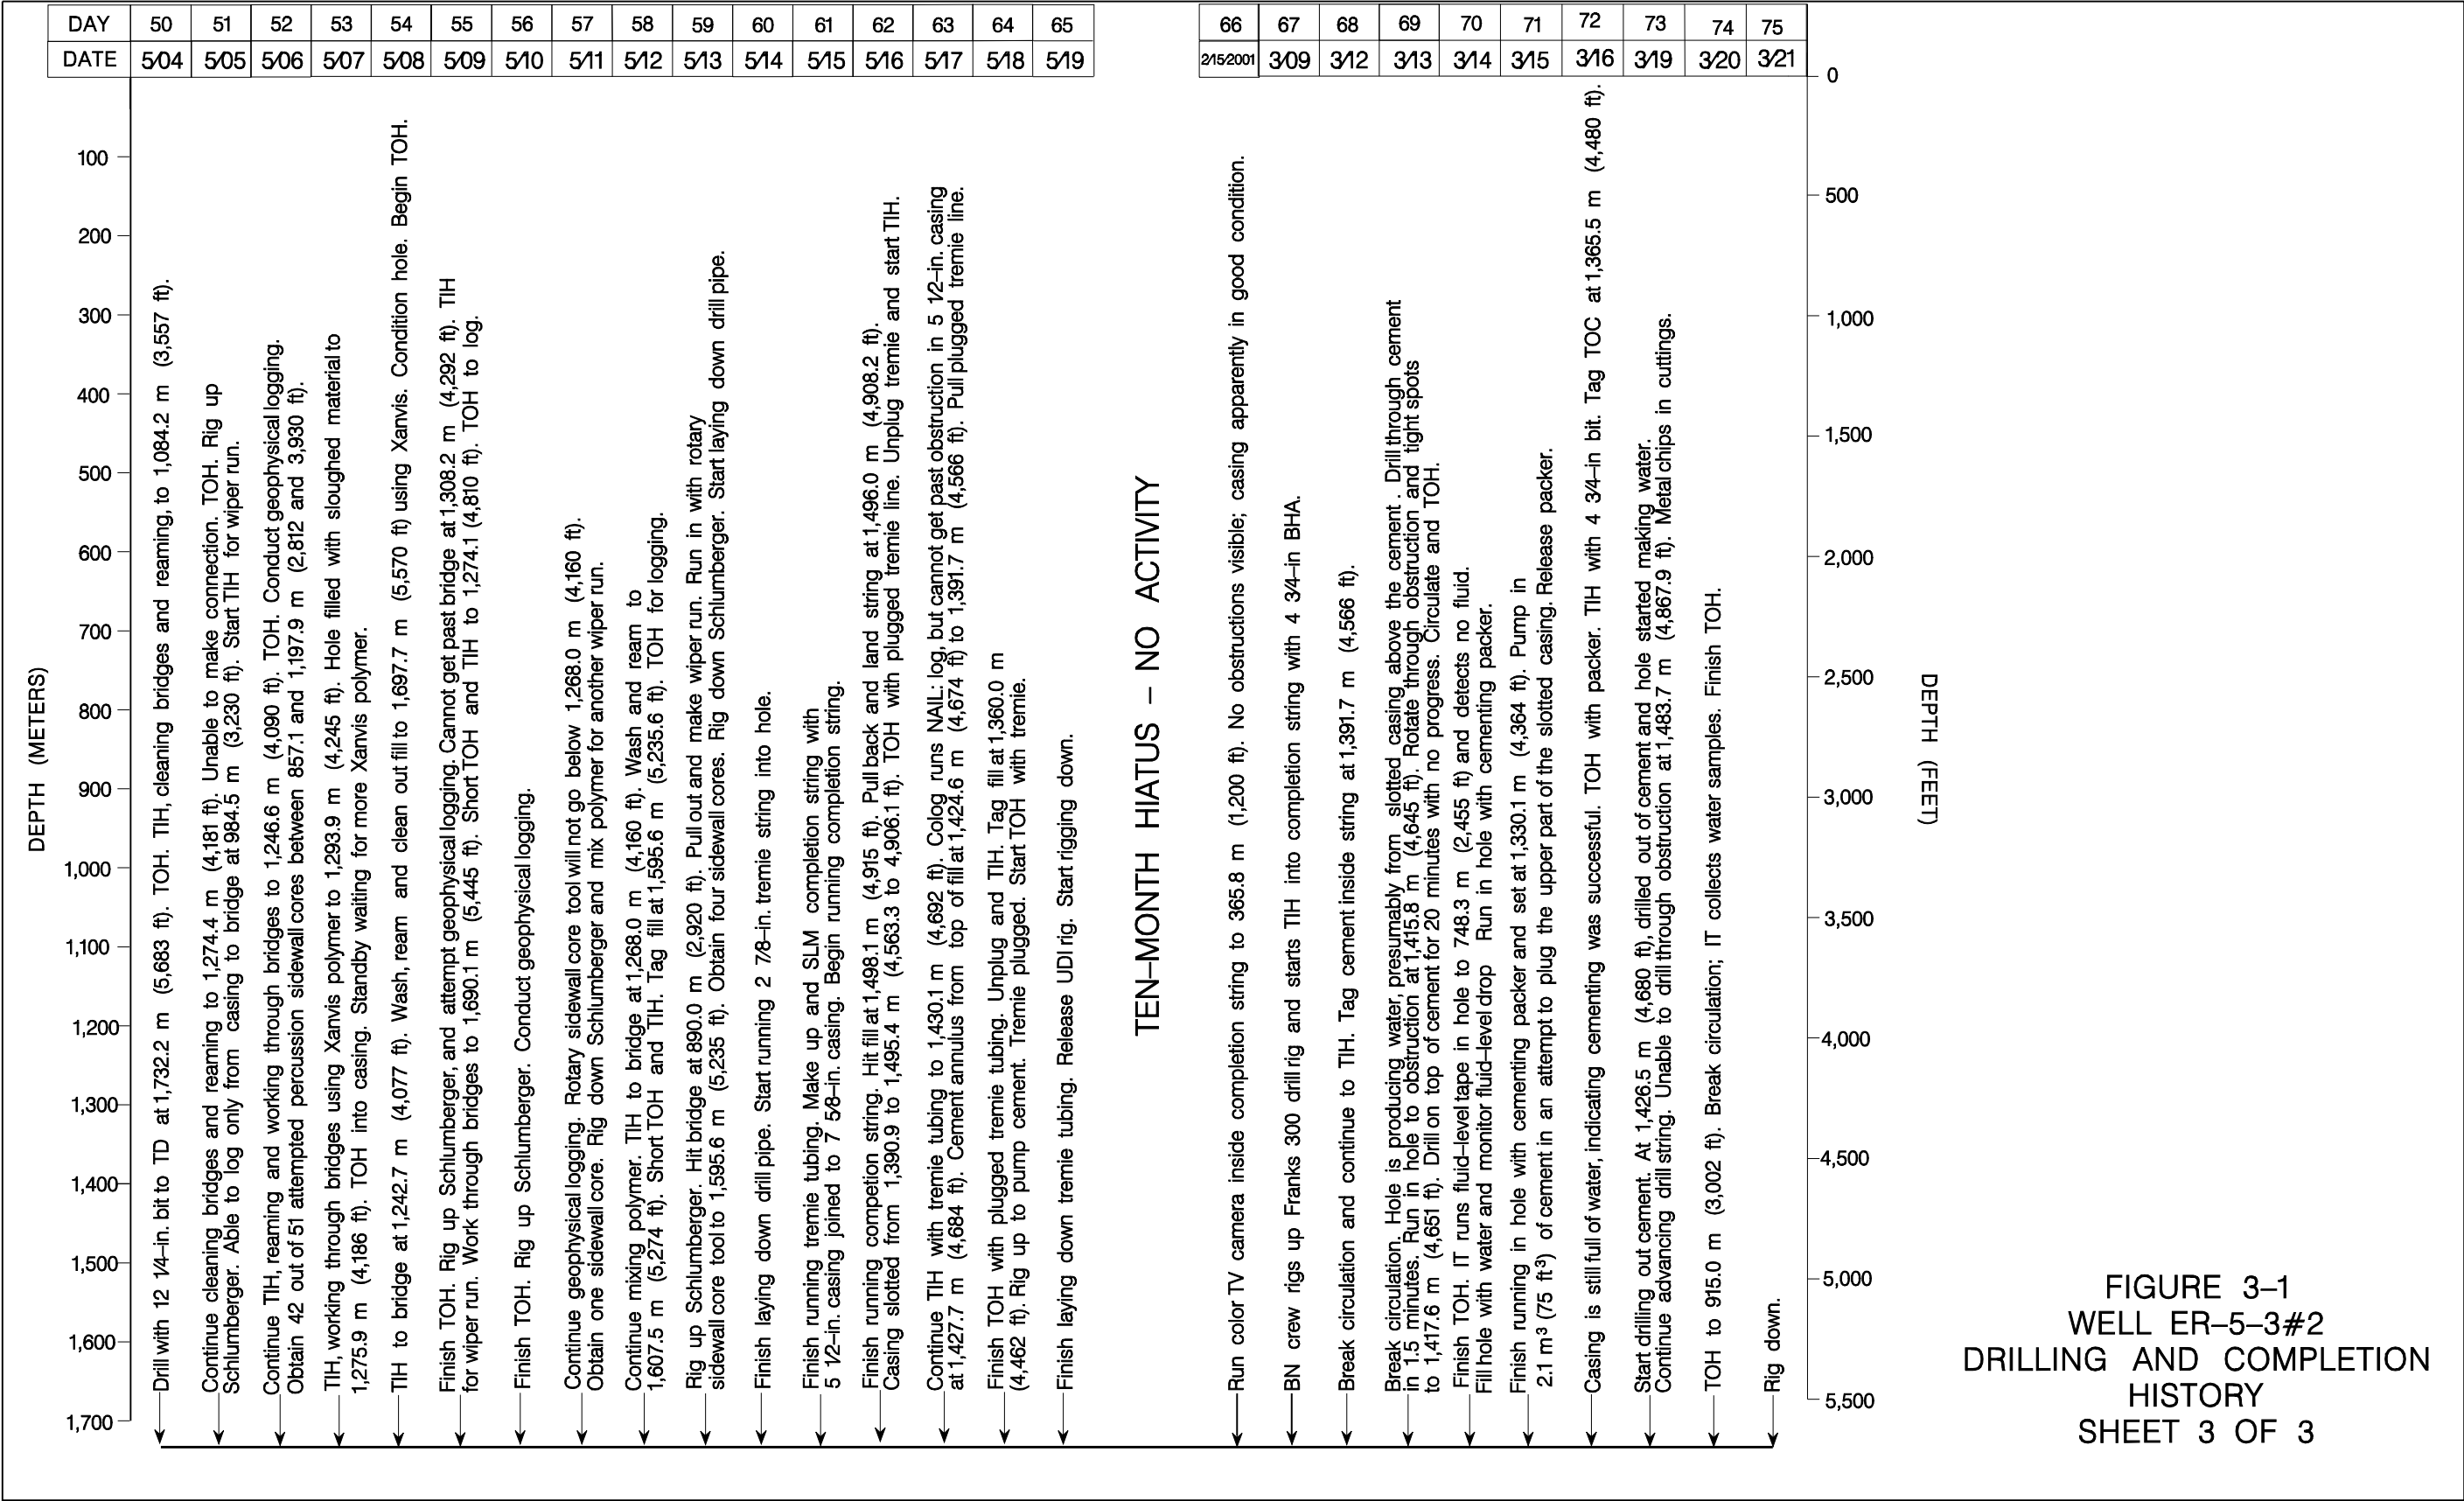 DAY 50 51 52 53 54 55 56 57 58 59 60 61 62 63 64 65 66 67 68 69 70 71 72 73 74 75
DATE 5/04 5/05 5/06 5/07 5/08 5/09 5/10 5/11 5/12 5/13 5/14 5/15 5/16 5/17 5/18 5/19 2/15/2001 3/09 3/12 3/13 3/14 3/15 3/16 3/19 3/20 3/21
DEPTH (METERS)
100
200
300
400
500
600
700
800
900
1,000
1,100
1,200
1,300
1,400
1,500
1,600
1,700
Drill with 12 1/4-in. bit to TD at 1,732.2 m (5,683 ft). TOH. TIH, cleaning bridges and reaming, to 1,084.2 m (3,557 ft).
Continue cleaning bridges and reaming to 1,274.4 m (4,181 ft). Unable to make connection. TOH. Rig up
Schlumberger. Able to log only from casing to bridge at 984.5 m (3,230 ft). Start TIH for wiper run.
Continue TIH, reaming and working through bridges to 1,246.6 m (4,090 ft). TOH. Conduct geophysical logging.
Obtain 42 out of 51 attempted percussion sidewall cores between 857.1 and 1,197.9 m (2,812 and 3,930 ft).
TIH, working through bridges using Xanvis polymer to 1,293.9 m (4,245 ft). Hole filled with sloughed material to
1,275.9 m (4,186 ft). TOH into casing. Standby waiting for more Xanvis polymer.
TIH to bridge at 1,242.7 m (4,077 ft). Wash, ream and clean out fill to 1,697.7 m (5,570 ft) using Xanvis. Condition hole. Begin TOH.
Finish TOH. Rig up Schlumberger, and attempt geophysical logging. Cannot get past bridge at 1,308.2 m (4,292 ft). TIH
for wiper run. Work through bridges to 1,690.1 m (5,445 ft). Short TOH and TIH to 1,274.1 (4,810 ft). TOH to log.
Finish TOH. Rig up Schlumberger. Conduct geophysical logging.
Continue geophysical logging. Rotary sidewall core tool will not go below 1,268.0 m (4,160 ft).
Obtain one sidewall core. Rig down Schlumberger and mix polymer for another wiper run.
Continue mixing polymer. TIH to bridge at 1,268.0 m (4,160 ft). Wash and ream to
1,607.5 m (5,274 ft). Short TOH and TIH. Tag fill at 1,595.6 m (5,235.6 ft). TOH for logging.
Rig up Schlumberger. Hit bridge at 890.0 m (2,920 ft). Pull out and make wiper run. Run in with rotary
sidewall core tool to 1,595.6 m (5,235 ft). Obtain four sidewall cores. Rig down Schlumberger. Start laying down drill pipe.
Finish laying down drill pipe. Start running 2 7/8-in. tremie string into hole.
Finish running tremie tubing. Make up and SLM completion string with
5 1/2-in. casing joined to 7 5/8-in. casing. Begin running completion string.
Finish running competion string. Hit fill at 1,498.1 m (4,915 ft). Pull back and land string at 1,496.0 m (4,908.2 ft).
Casing slotted from 1,390.9 to 1,495.4 m (4,563.3 to 4,906.1 ft). TOH with plugged tremie line. Unplug tremie and start TIH.
Continue TIH with tremie tubing to 1,430.1 m (4,692 ft). Colog runs NAIL: log, but cannot get past obstruction in 5 1/2-in. casing
at 1,427.7 m (4,684 ft). Cement annulus from top of fill at 1,424.6 m (4,674 ft) to 1,391.7 m (4,566 ft). Pull plugged tremie line.
Finish TOH with plugged tremie tubing. Unplug and TIH. Tag fill at 1,360.0 m
(4,462 ft). Rig up to pump cement. Tremie plugged. Start TOH with tremie.
Finish laying down tremie tubing. Release UDI rig. Start rigging down.
TEN-MONTH HIATUS – NO ACTIVITY
Run color TV camera inside completion string to 365.8 m (1,200 ft). No obstructions visible; casing apparently in good condition.
BN crew rigs up Franks 300 drill rig and starts TIH into completion string with 4 3/4-in BHA.
Break circulation and continue to TIH. Tag cement inside string at 1,391.7 m (4,566 ft).
Break circulation. Hole is producing water, presumably from slotted casing above the cement . Drill through cement
in 1.5 minutes. Run in hole to obstruction at 1,415.8 m (4,645 ft). Rotate through obstruction and tight spots
to 1,417.6 m (4,651 ft). Drill on top of cement for 20 minutes with no progress. Circulate and TOH.
Finish TOH. IT runs fluid-level tape in hole to 748.3 m (2,455 ft) and detects no fluid.
Fill hole with water and monitor fluid-level drop Run in hole with cementing packer.
Finish running in hole with cementing packer and set at 1,330.1 m (4,364 ft). Pump in
2.1 m³ (75 ft³) of cement in an attempt to plug the upper part of the slotted casing. Release packer.
Casing is still full of water, indicating cementing was successful. TOH with packer. TIH with 4 3/4-in bit. Tag TOC at 1,365.5 m (4,480 ft).
Start drilling out cement. At 1,426.5 m (4,680 ft), drilled out of cement and hole started making water.
Continue advancing drill string. Unable to drill through obstruction at 1,483.7 m (4,867.9 ft). Metal chips in cuttings.
TOH to 915.0 m (3,002 ft). Break circulation; IT collects water samples. Finish TOH.
Rig down.
0
500
1,000
1,500
2,000
2,500
3,000
3,500
4,000
4,500
5,000
5,500
DEPTH (FEET)
FIGURE 3-1
WELL ER-5-3#2
DRILLING AND COMPLETION
HISTORY
SHEET 3 OF 3